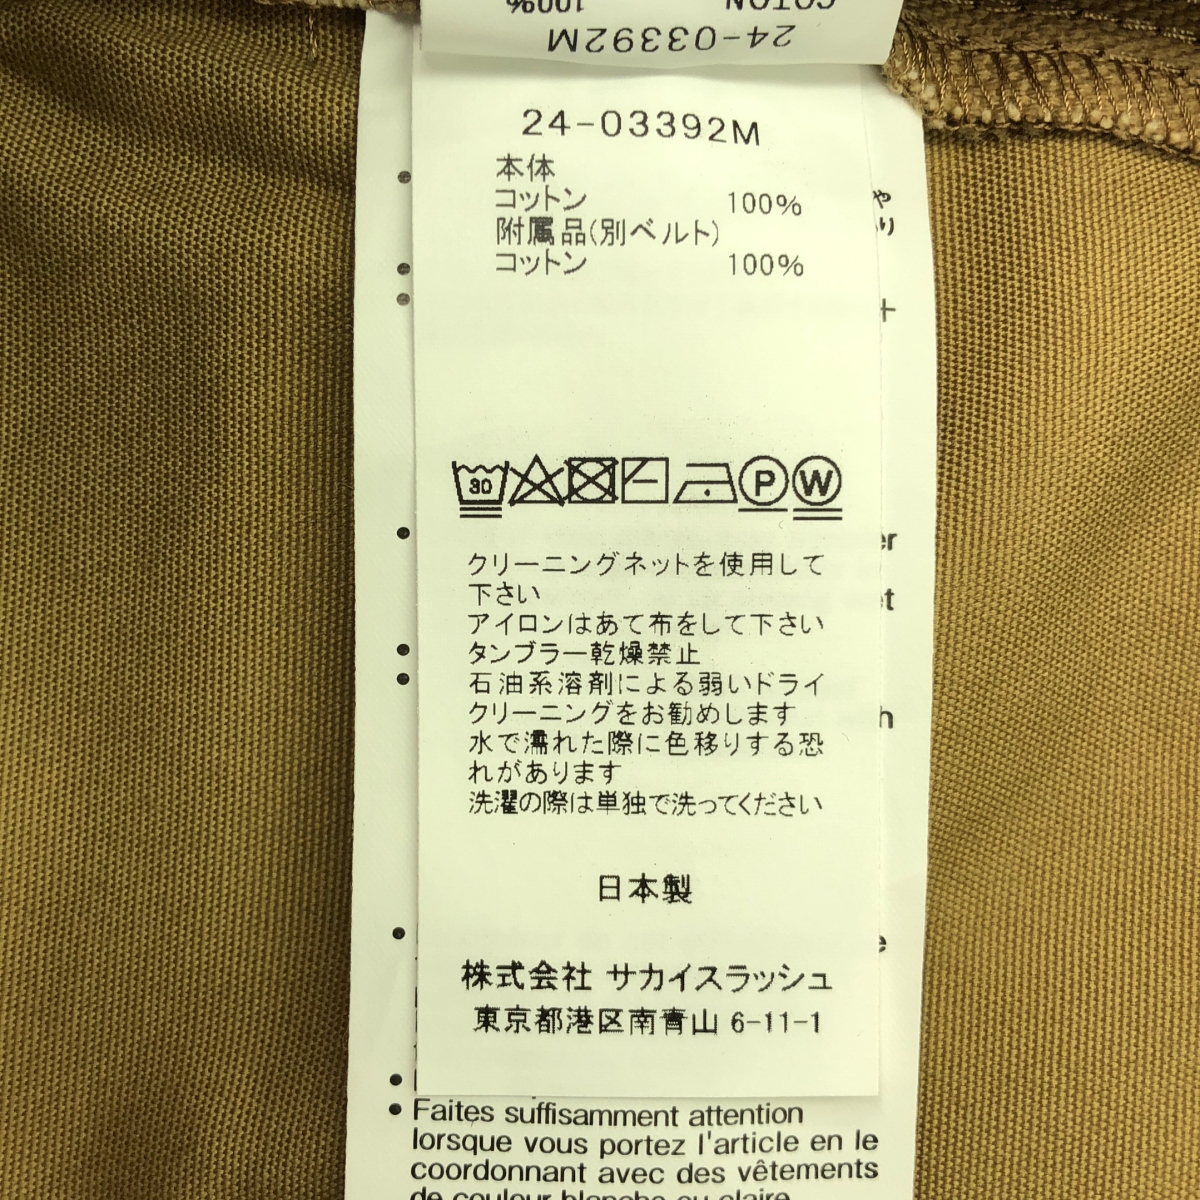 COTTON 100%
24-03392M
24-03392M
本体
コットン 100%
附属品(別ベルト)
コットン 100%
30 P W
クリーニングネットを使用して
下さい
アイロンはあて布をして下さい
タンブラー乾燥禁止
石油系溶剤による弱いドライ
クリーニングをお勧めします
水で濡れた際に色移りする恐
れがあります
洗濯の際は単独で洗ってください
日本製
株式会社 サカイスラッシュ
東京都港区南青山 6-11-1
• Faites suffisamment attention
lorsque vous portez l'article en le
coordonnant avec des vêtements
de couleur blanche ou claire